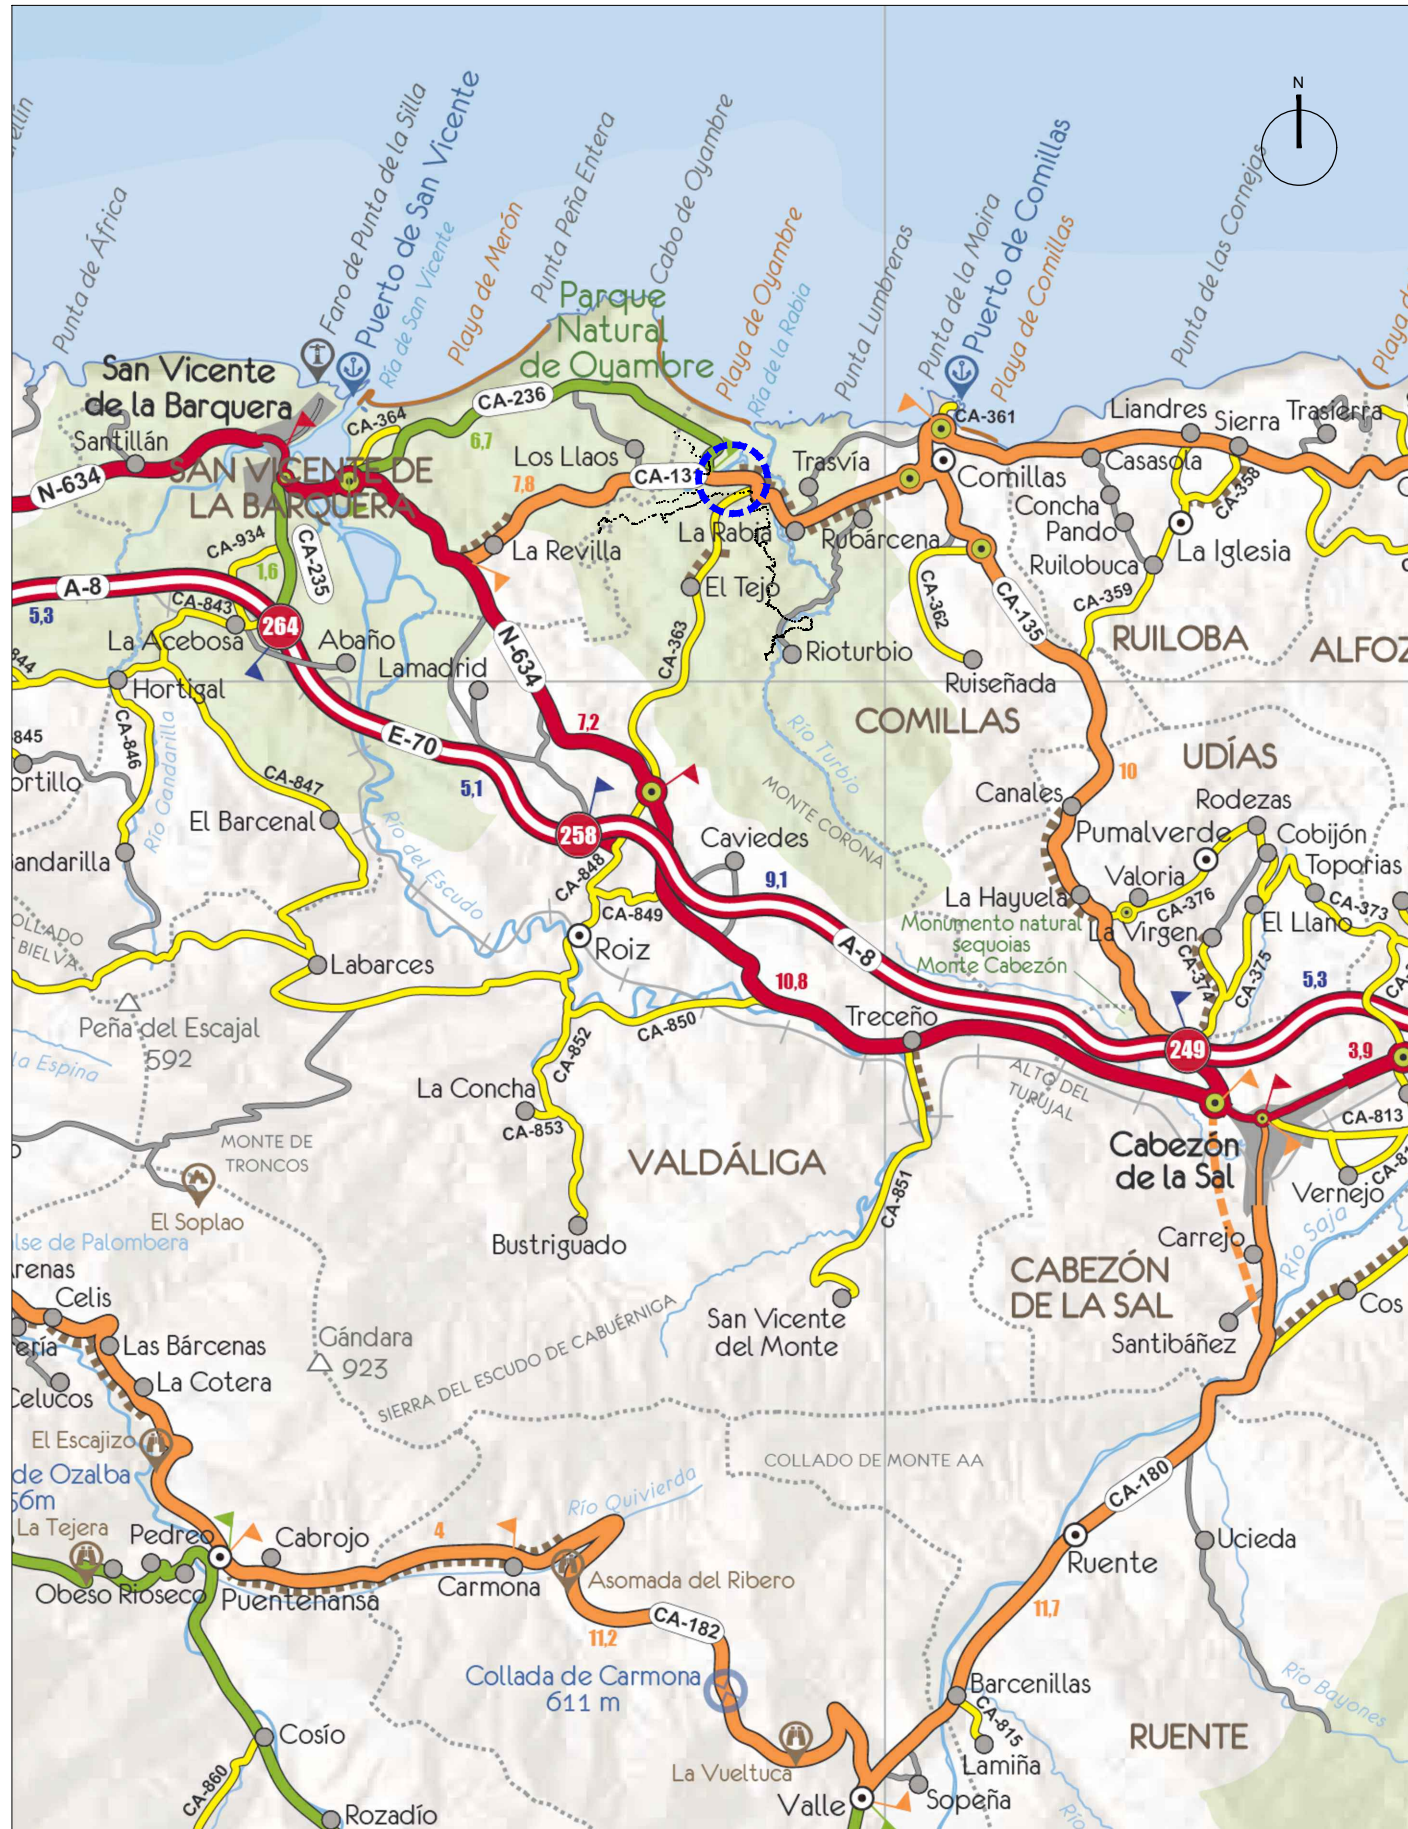 N
Punta de África
Faro de Punta de la Silla
Puerto de San Vicente
Ría de San Vicente
Playa de Merón
Punta Peña Entera
Cabo de Oyambre
Playa de Oyambre
Ría de la Rabia
Punta Lumbreras
Punta de la Moira
Puerto de Comillas
Playa de Comillas
Punta de las Cornejas
Parque
Natural
de Oyambre
San Vicente
de la Barquera
Santillán
N-634
SAN VICENTE DE
LA BARQUERA
CA-364
CA-236
6,7
Los Llaos
CA-131
7,8
La Revilla
La Rabia
Trasvía
Rubárcena
CA-361
Comillas
Liandres
Sierra
Trasierra
Casasola
Concha
Pando
CA-358
La Iglesia
Ruilobuca
CA-359
CA-934
CA-235
1,6
A-8
5,3
CA-843
La Acebosa
264
Abaño
Lamadrid
Hortigal
844
El Tejo
CA-363
N-634
Rioturbio
CA-362
Ruiseñada
CA-135
RUILOBA
ALFOZ
COMILLAS
845
CA-846
Río Gandarilla
CA-847
El Barcenal
E-70
5,1
7,2
Río del Escudo
258
CA-848
CA-849
Caviedes
9,1
Río Turbio
MONTE CORONA
UDÍAS
10
Canales
Rodezas
Pumalverde
Cobijón
Toporias
Valoria
CA-376
La Hayuela
La Virgen
El Llano
CA-373
CA-374
CA-375
Monumento natural
sequoias
Monte Cabezón
Roiz
Labarces
A-8
10,8
5,3
Peña del Escajal
592
la Espina
CA-852
CA-850
Treceño
249
3,9
ALTO DEL
TURUJAL
La Concha
CA-853
CA-813
Cabezón
de la Sal
MONTE DE
TRONCOS
VALDÁLIGA
CA-851
Vernejo
El Soplao
Bustriguado
Carrejo
Río Saja
Celis
San Vicente
del Monte
CABEZÓN
DE LA SAL
Cos
Santibáñez
Las Bárcenas
Gándara
923
La Cotera
SIERRA DEL ESCUDO DE CABUÉRNIGA
El Escajizo
COLLADO DE MONTE AA
de Ozalba
La Tejera
Pedreo
Cabrojo
4
Río Quivierda
CA-180
Ucieda
Obeso
Rioseco
Puentenansa
Carmona
Asomada del Ribero
Ruente
11,2
CA-182
11,7
Collada de Carmona
611 m
Barcenillas
CA-815
Lamiña
Río Bayones
RUENTE
Cosío
La Vueltuca
CA-860
Rozadío
Valle
Sopeña